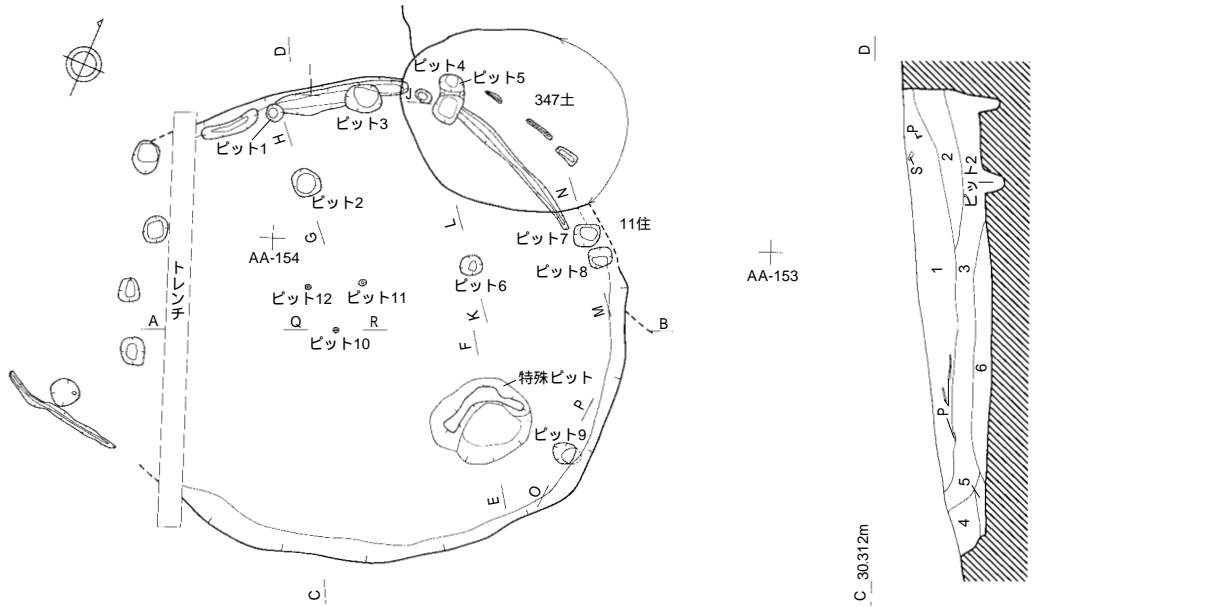 D
ピット4
ピット5
J
347土
ピット1
H
ピット3
ピット2
N
G
L
ピット7
11住
AA-154
ピット8
トレンチ
ピット6
ピット12
ピット11
M
A
Q
R
K
B
ピット10
F
特殊ピット
P
ピット9
E
O
C
AA-153
D
P
S
2
ピット2
1
3
6
P
5
4
C 30.312m